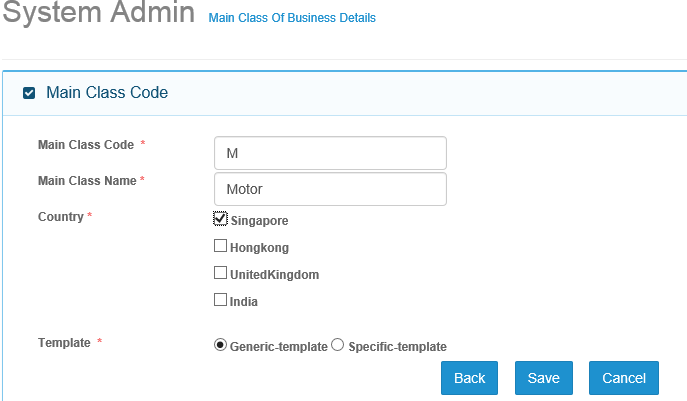 System Admin Main Class Of Business Details
Main Class Code
Main Class Code * M
Main Class Name * Motor
Country * Singapore
Hongkong
UnitedKingdom
India
Template * Generic-template Specific-template
Back Save Cancel